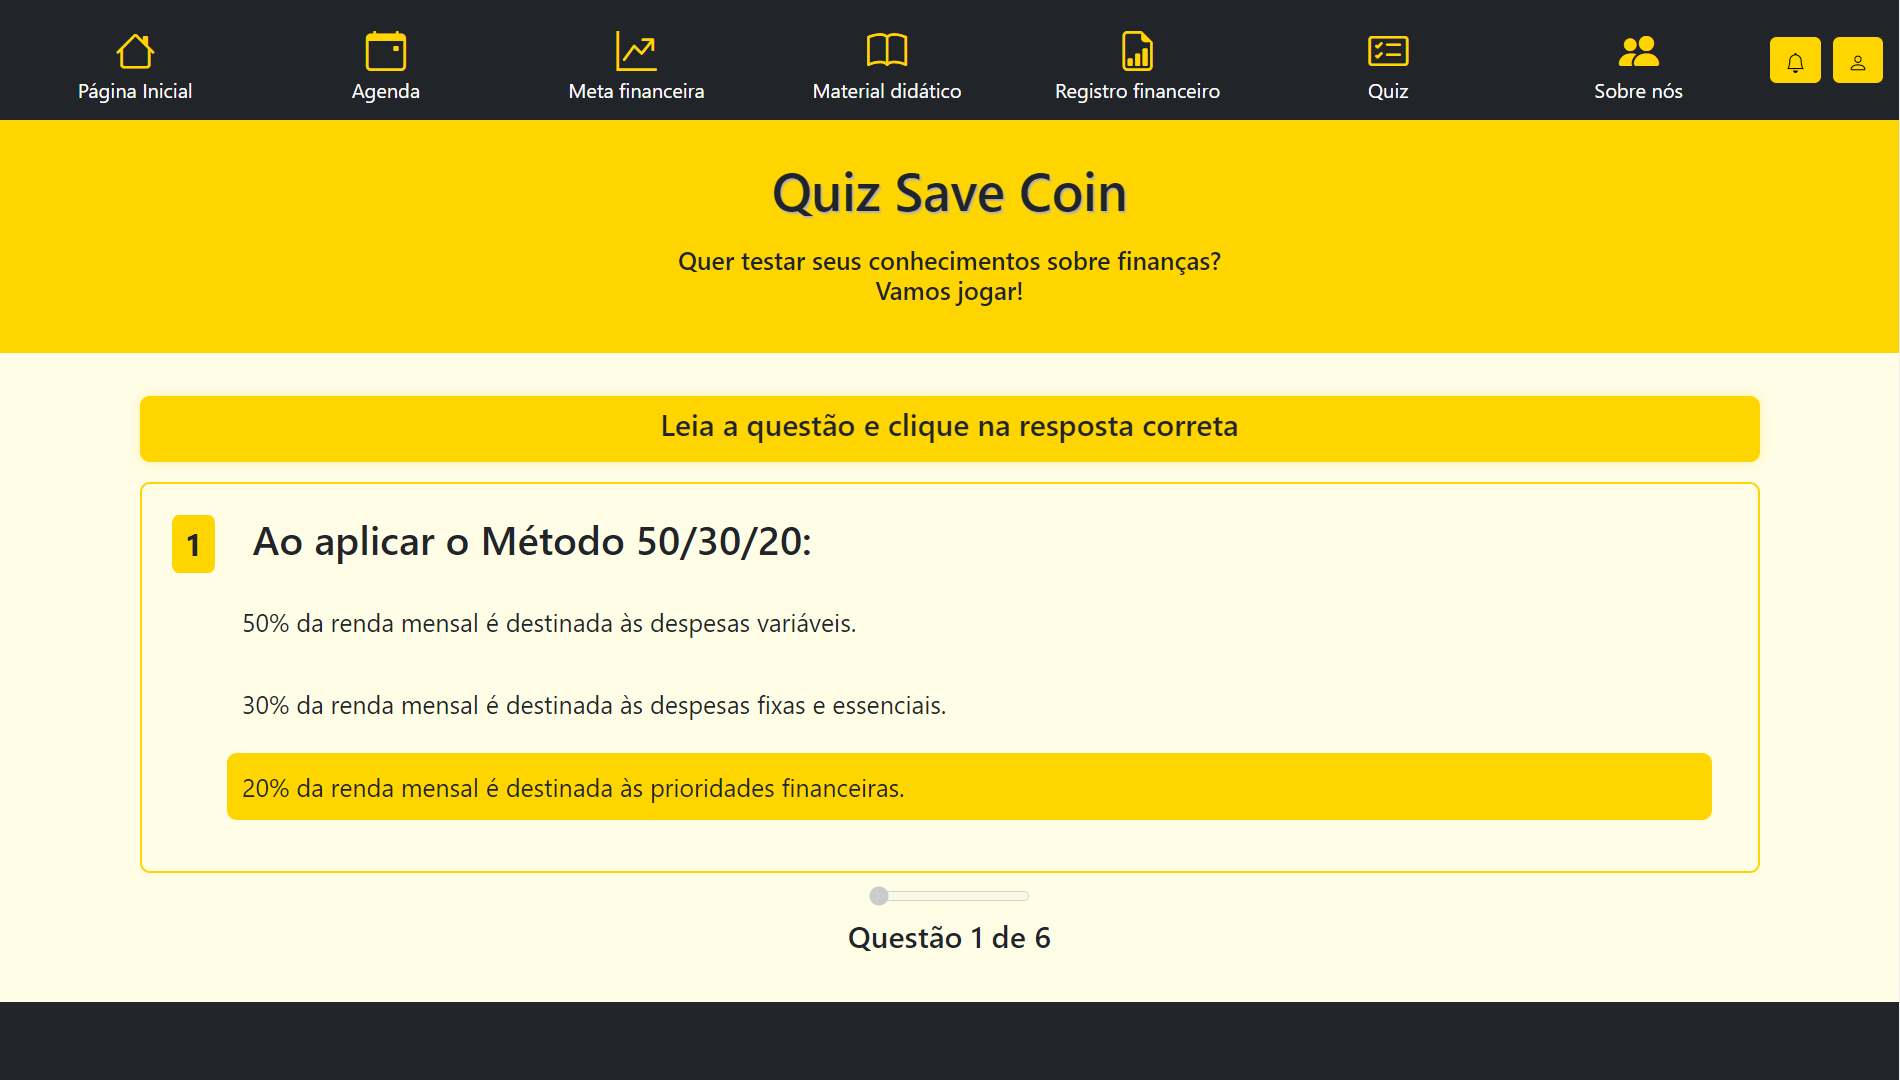 Página Inicial
Agenda
Meta financeira
Material didático
Registro financeiro
Quiz
Sobre nós
Quiz Save Coin
Quer testar seus conhecimentos sobre finanças?
Vamos jogar!
Leia a questão e clique na resposta correta
1 Ao aplicar o Método 50/30/20:
50% da renda mensal é destinada às despesas variáveis.
30% da renda mensal é destinada às despesas fixas e essenciais.
20% da renda mensal é destinada às prioridades financeiras.
Questão 1 de 6